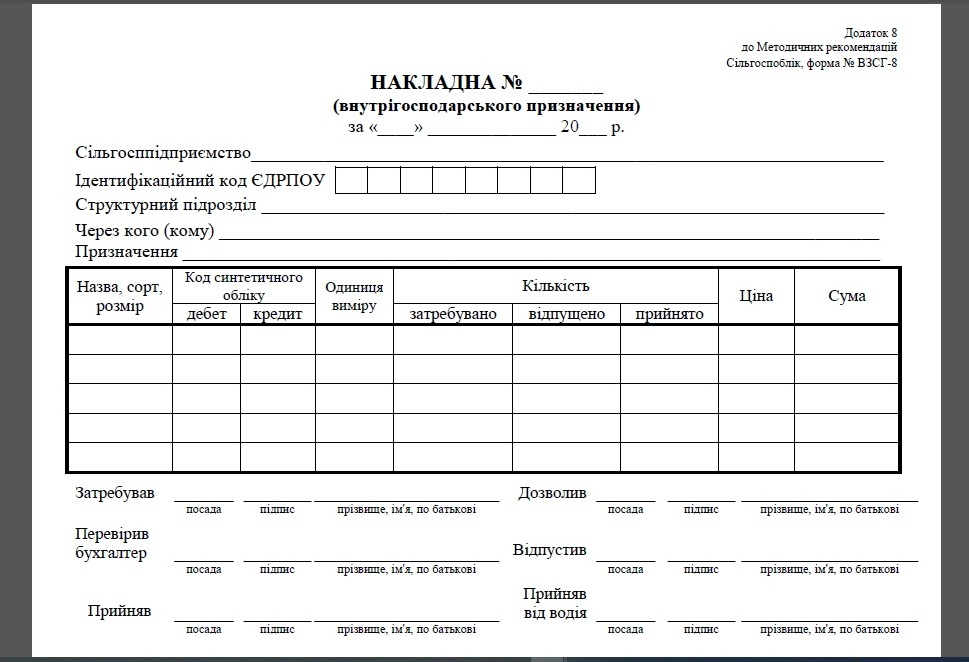 Додаток 8
до Методичних рекомендацій
Сільгоспоблік, форма № ВЗСГ-8
НАКЛАДНА № _______
(внутрігосподарського призначення)
за «____» ______________ 20___ р.
Сільгосппідприємство
Ідентифікаційний код ЄДРПОУ
Структурний підрозділ
Через кого (кому)
Призначення
Назва, сорт, розмір
Код синтетичного обліку
дебет кредит
Одиниця виміру
Кількість
затребувано відпущено прийнято
Ціна
Сума
Затребував Дозволив
посада підпис прізвище, ім'я, по батькові посада підпис прізвище, ім'я, по батькові
Перевірив
бухгалтер Відпустив
посада підпис прізвище, ім'я, по батькові посада підпис прізвище, ім'я, по батькові
Прийняв Прийняв
від водія
посада підпис прізвище, ім'я, по батькові посада підпис прізвище, ім'я, по батькові